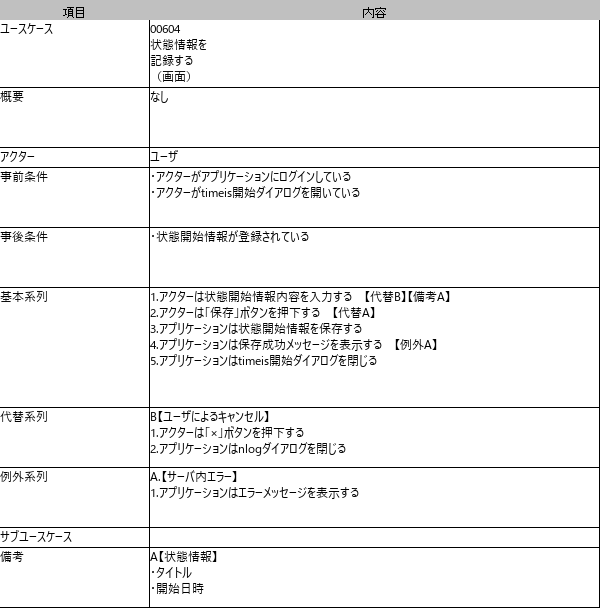 項目 内容
ユースケース 00604
状態情報を
記録する
（画面）
概要 なし
アクター ユーザ
事前条件 ・アクターがアプリケーションにログインしている
・アクターがtimeis開始ダイアログを開いている
事後条件 ・状態開始情報が登録されている
基本系列 1.アクターは状態開始情報内容を入力する 【代替B】【備考A】
2.アクターは「保存」ボタンを押下する 【代替A】
3.アプリケーションは状態開始情報を保存する
4.アプリケーションは保存成功メッセージを表示する 【例外A】
5.アプリケーションはtimeis開始ダイアログを閉じる
代替系列 B【ユーザによるキャンセル】
1.アクターは「×」ボタンを押下する
2.アプリケーションはnlogダイアログを閉じる
例外系列 A.【サーバ内エラー】
1.アプリケーションはエラーメッセージを表示する
サブユースケース
備考 A【状態情報】
・タイトル
・開始日時